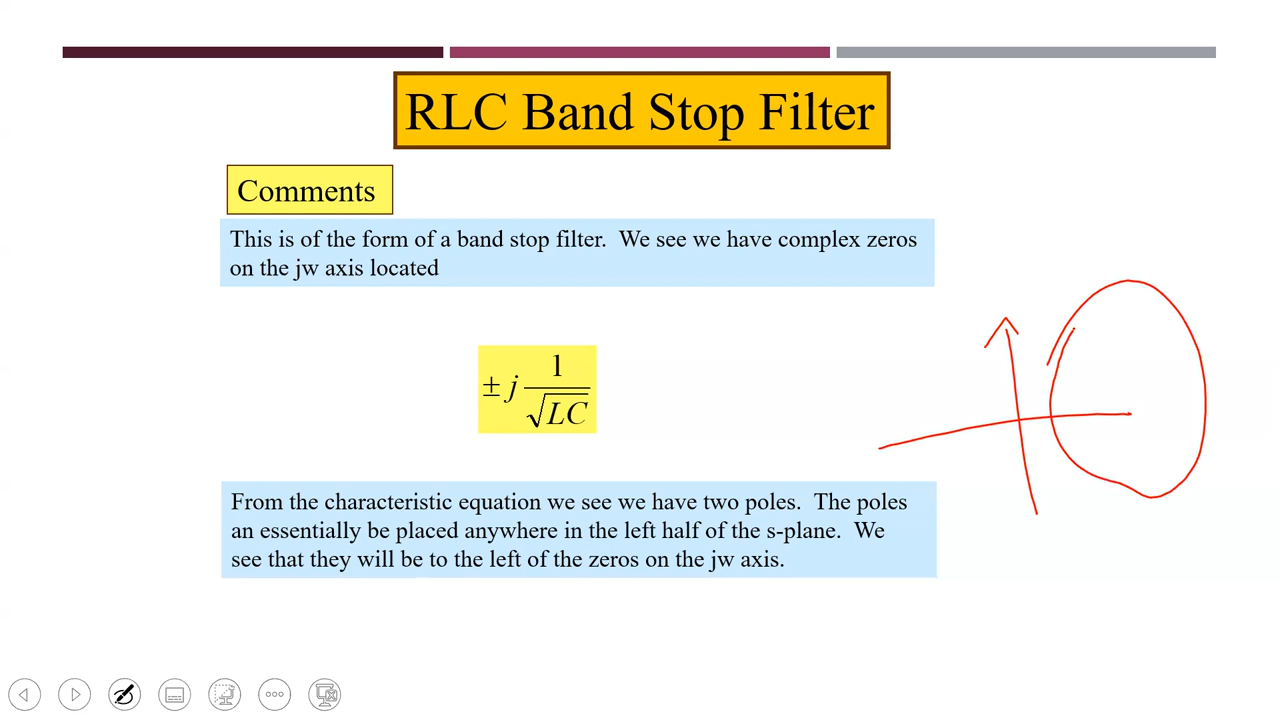 RLC Band Stop Filter
Comments
This is of the form of a band stop filter.  We see we have complex zeros
on the jw axis located
± j 1/√LC
From the characteristic equation we see we have two poles.  The poles
an essentially be placed anywhere in the left half of the s-plane.  We
see that they will be to the left of the zeros on the jw axis.